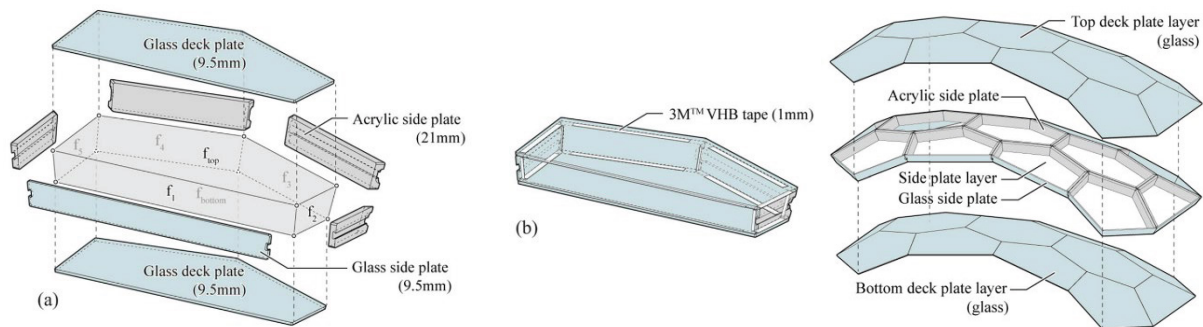 Glass deck plate
(9.5mm)
Acrylic side plate
(21mm)
f5
f4
ftop
f3
f1
fbottom
f2
Glass deck plate
(9.5mm)
Glass side plate
(9.5mm)
(a)
3M™ VHB tape (1mm)
(b)
Top deck plate layer
(glass)
Acrylic side plate
Side plate layer
Glass side plate
Bottom deck plate layer
(glass)